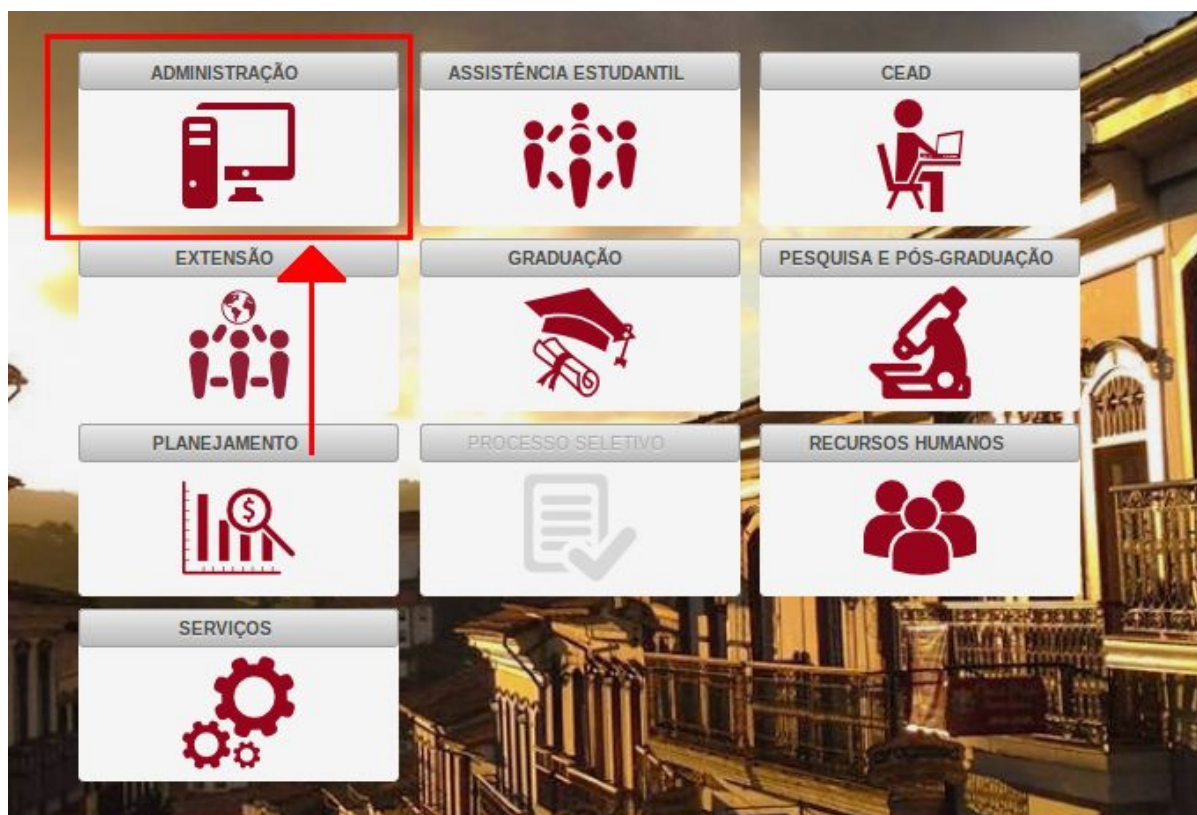 ADMINISTRAÇÃO
ASSISTÊNCIA ESTUDANTIL
CEAD
EXTENSÃO
GRADUAÇÃO
PESQUISA E PÓS-GRADUAÇÃO
PLANEJAMENTO
PROCESSO SELETIVO
RECURSOS HUMANOS
SERVIÇOS